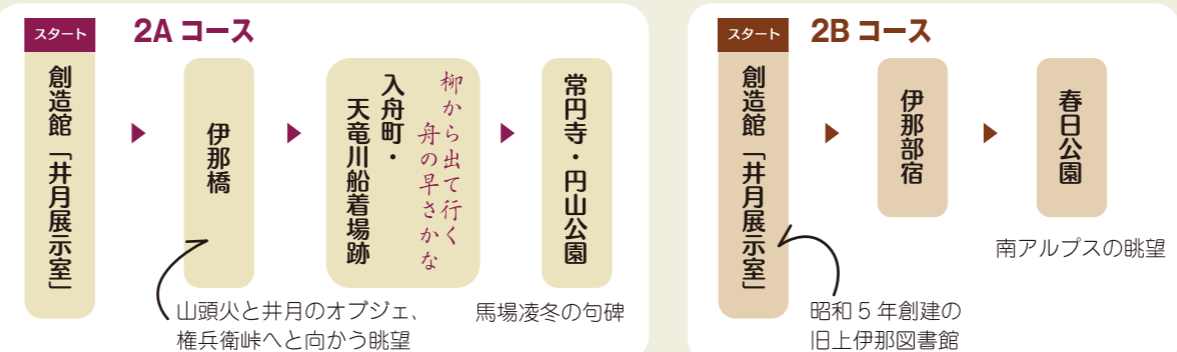 スタート
2A コース
創造館「井月展示室」
伊那橋
山頭火と井月のオブジェ、
権兵衛峠へと向かう眺望
柳から出て行く
舟の早さかな
入舟町・
天竜川船着場跡
常円寺・円山公園
馬場凌冬の句碑
スタート
2B コース
創造館「井月展示室」
昭和 5 年創建の
旧上伊那図書館
伊那部宿
春日公園
南アルプスの眺望